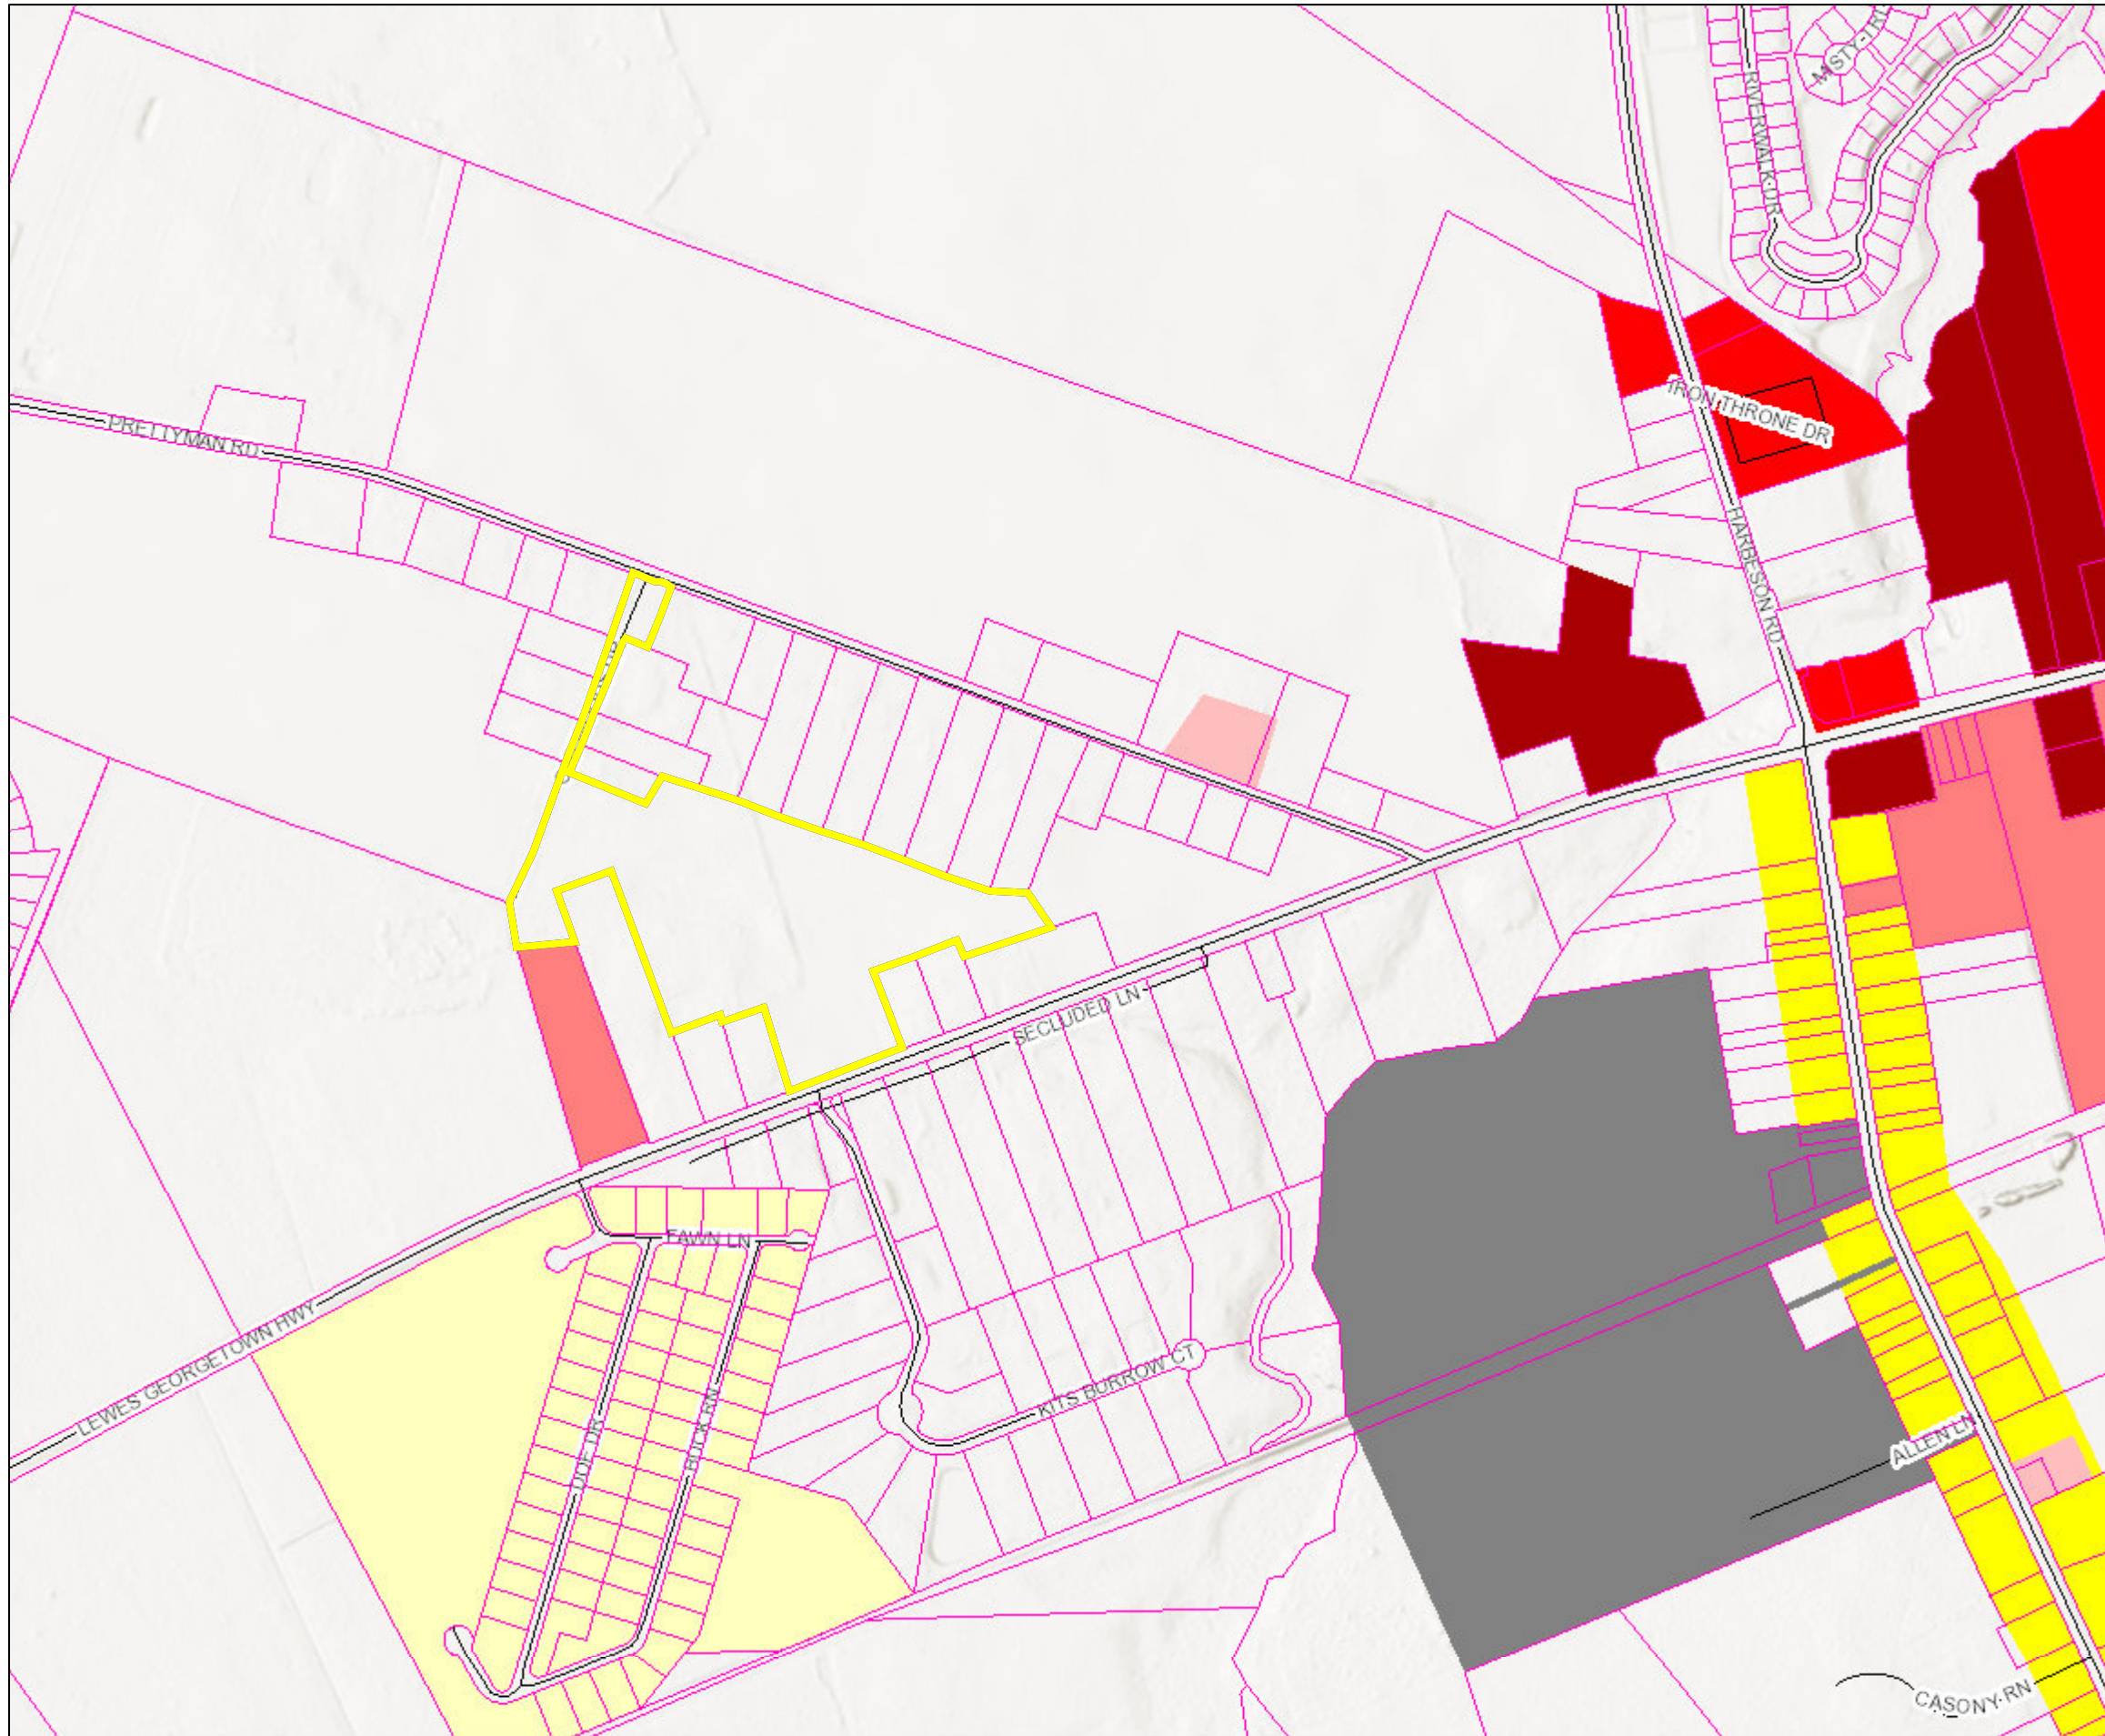 MISTY
RIVERWALK DR
IRON THRONE DR
PRETTYMAN RD
HARBESON RD
SECLUDED LN
FAWN LN
LEWES GEORGETOWN HWY
KITS BURROW CT
DOE DR
BUCK RN
ALLEN LN
CASONY RN